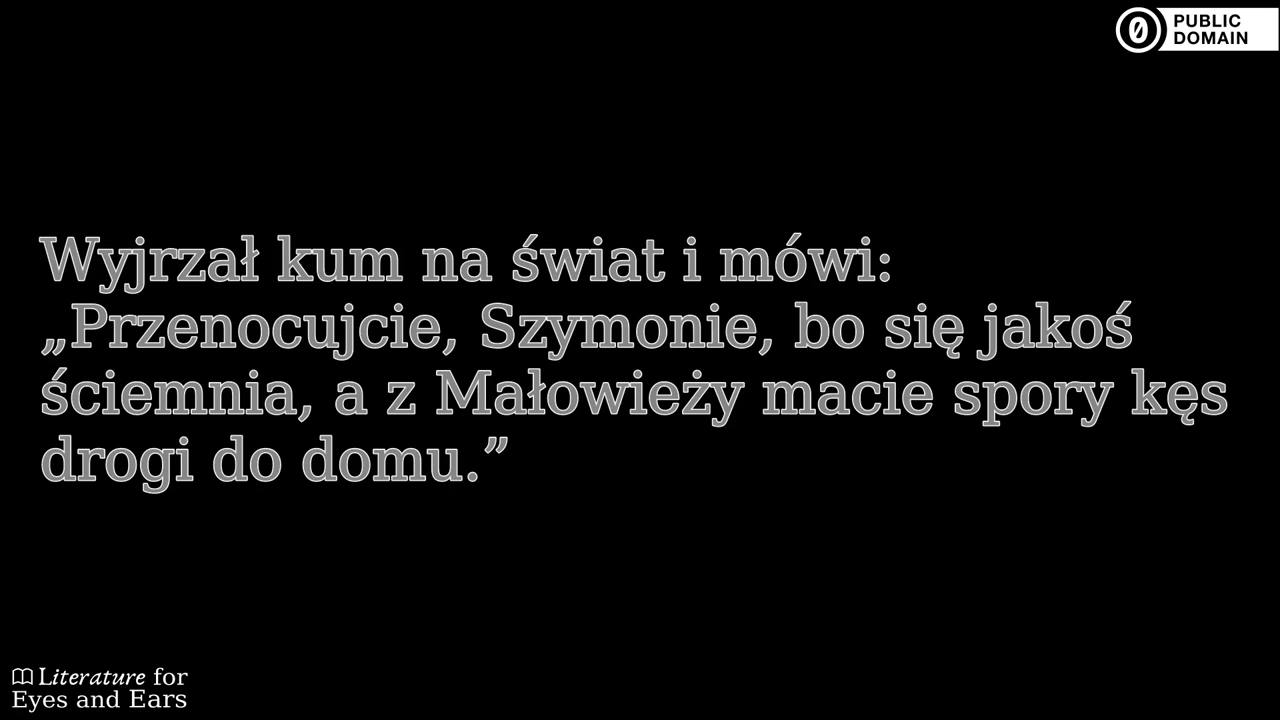 PUBLIC
DOMAIN
Wyjrzał kum na świat i mówi:
„Przenocujcie, Szymonie, bo się jakoś
ściemnia, a z Małowieży macie spory kęs
drogi do domu.”
Literature for
Eyes and Ears